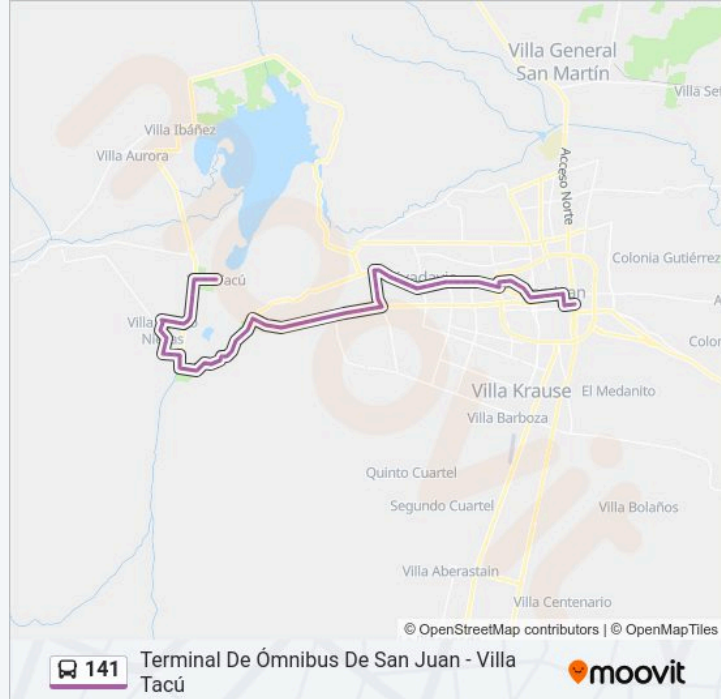 Villa General
San Martín
Villa Ibáñez
Villa Aurora
Acceso Norte
Colonia Gutiérrez
Tacú
Villa
Villa Krause
El Medanito
Villa Barboza
Quinto Cuartel
Segundo Cuartel
Villa Bolaños
Villa Aberastain
Villa Centenario
© OpenStreetMap contributors | © OpenMapTiles
141
Terminal De Ómnibus De San Juan - Villa
Tacú
moovit